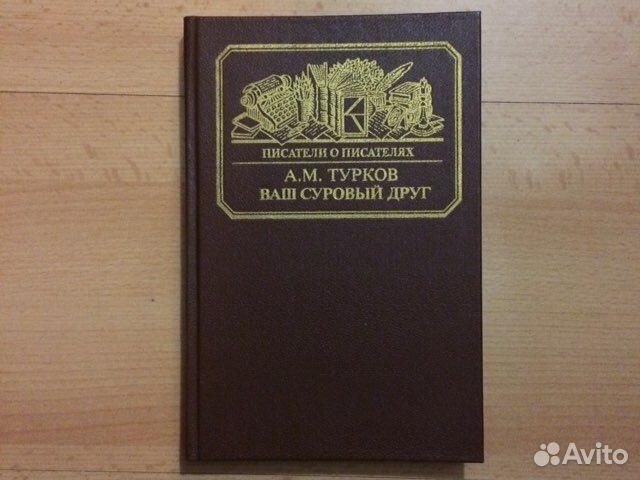 ПИСАТЕЛИ О ПИСАТЕЛЯХ
А.М. ТУРКОВ
ВАШ СУРОВЫЙ ДРУГ
Avito